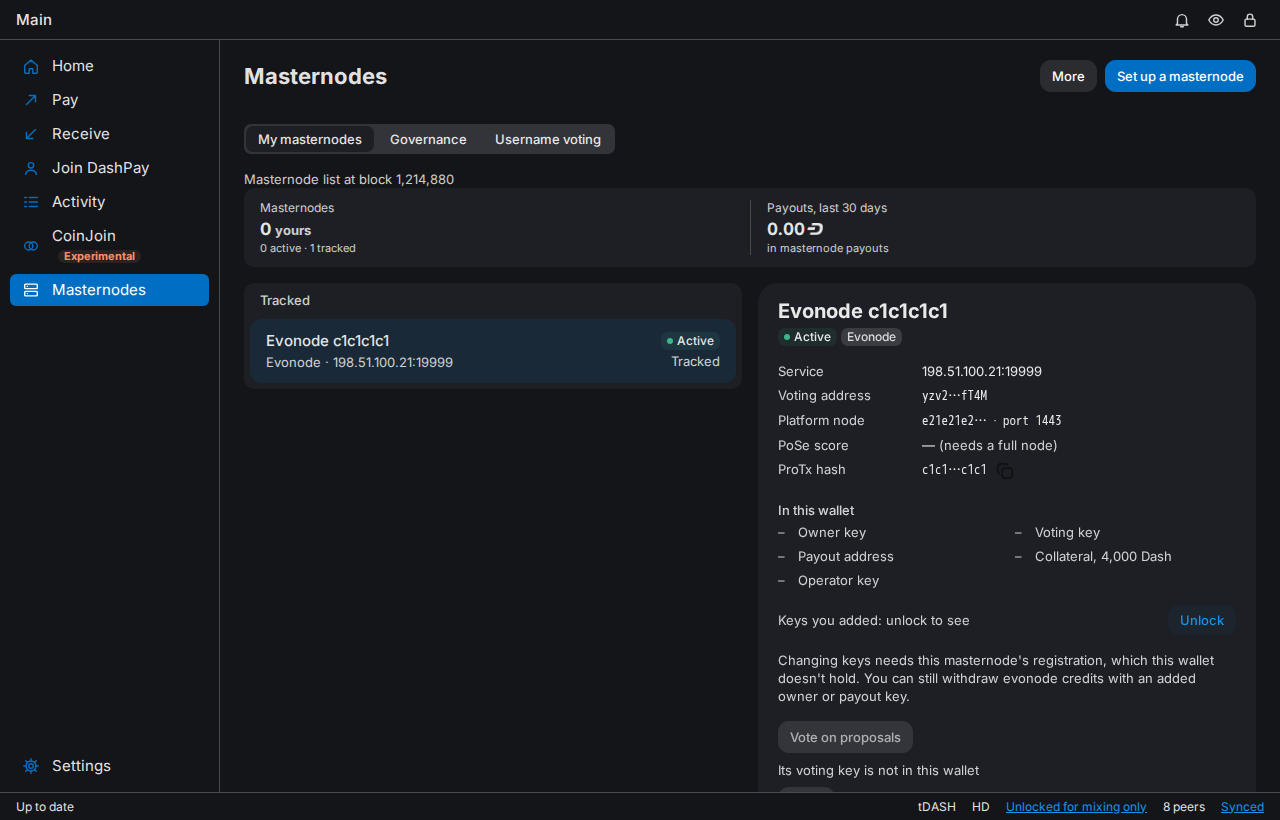 Main
Home
Pay
Receive
Join DashPay
Activity
CoinJoin
Experimental
Masternodes
Settings
Masternodes
More
Set up a masternode
My masternodes
Governance
Username voting
Masternode list at block 1,214,880
Masternodes
0 yours
0 active · 1 tracked
Payouts, last 30 days
0.00
in masternode payouts
Tracked
Evonode c1c1c1c1
Active
Evonode · 198.51.100.21:19999
Tracked
Evonode c1c1c1c1
Active
Evonode
Service 198.51.100.21:19999
Voting address yzv2⋯fT4M
Platform node e21e21e2⋯ · port 1443
PoSe score — (needs a full node)
ProTx hash c1c1⋯c1c1
In this wallet
– Owner key
– Voting key
– Payout address
– Collateral, 4,000 Dash
– Operator key
Keys you added: unlock to see
Unlock
Changing keys needs this masternode's registration, which this wallet
doesn't hold. You can still withdraw evonode credits with an added
owner or payout key.
Vote on proposals
Its voting key is not in this wallet
Up to date
tDASH
HD
Unlocked for mixing only
8 peers
Synced